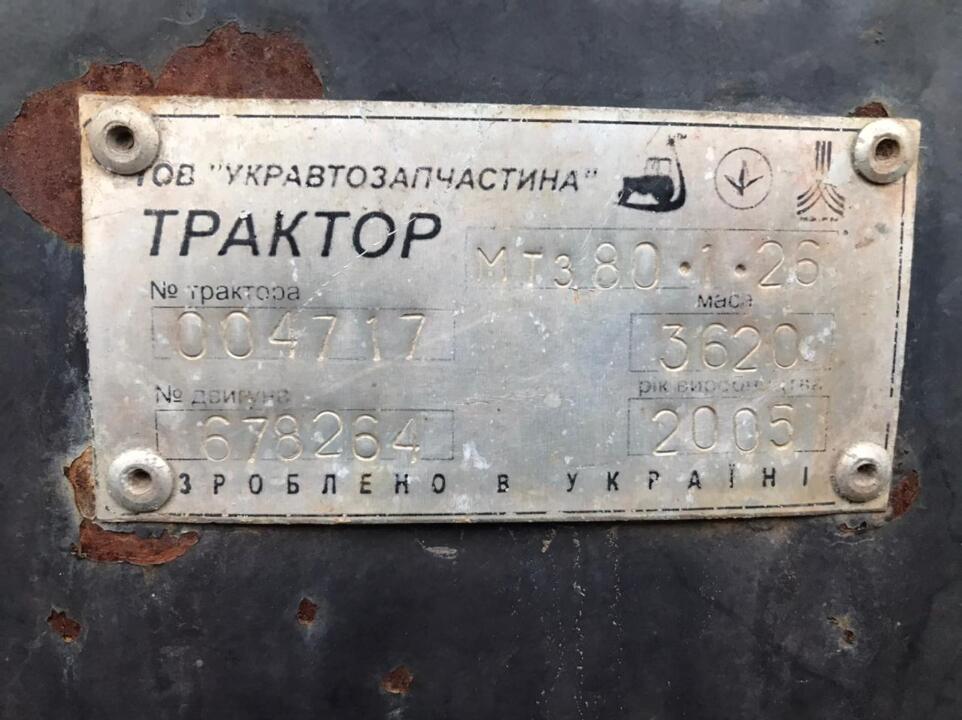 ТОВ "УКРАВТОЗАПЧАСТИНА"
ТРАКТОР МТЗ 80·1·26
№ трактора маса
004717 3620
№ двигуна рік виробництва
678264 2005
ЗРОБЛЕНО В УКРАЇНІ